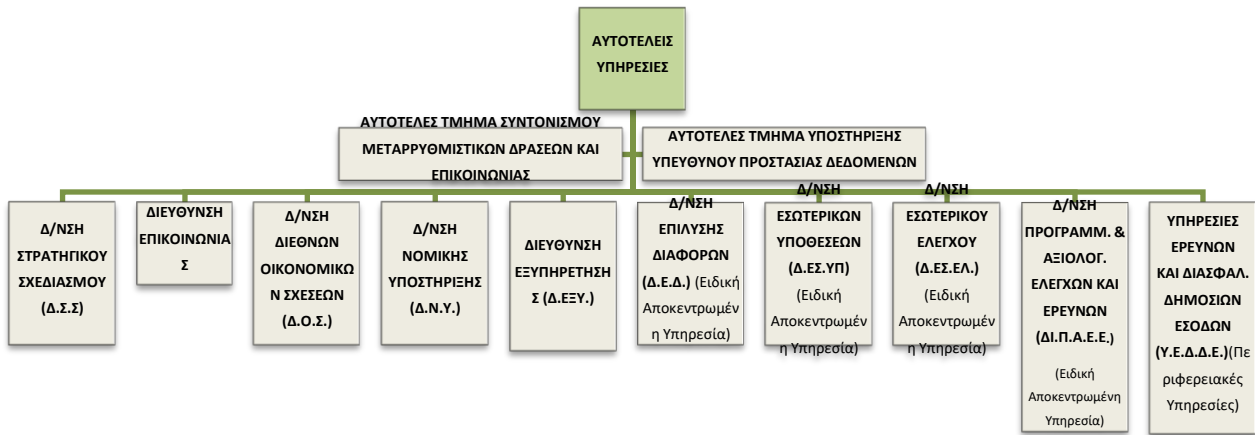 ΑΥΤΟΤΕΛΕΙΣ
ΥΠΗΡΕΣΙΕΣ
ΑΥΤΟΤΕΛΕΣ ΤΜΗΜΑ ΣΥΝΤΟΝΙΣΜΟΥ
ΜΕΤΑΡΡΥΘΜΙΣΤΙΚΩΝ ΔΡΑΣΕΩΝ ΚΑΙ
ΕΠΙΚΟΙΝΩΝΙΑΣ
ΑΥΤΟΤΕΛΕΣ ΤΜΗΜΑ ΥΠΟΣΤΗΡΙΞΗΣ
ΥΠΕΥΘΥΝΟΥ ΠΡΟΣΤΑΣΙΑΣ ΔΕΔΟΜΕΝΩΝ
Δ/ΝΣΗ
ΣΤΡΑΤΗΓΙΚΟΥ
ΣΧΕΔΙΑΣΜΟΥ
(Δ.Σ.Σ)
ΔΙΕΥΘΥΝΣΗ
ΕΠΙΚΟΙΝΩΝΙΑ
Σ
Δ/ΝΣΗ
ΔΙΕΘΝΩΝ
ΟΙΚΟΝΟΜΙΚΩ
Ν ΣΧΕΣΕΩΝ
(Δ.Ο.Σ.)
Δ/ΝΣΗ
ΝΟΜΙΚΗΣ
ΥΠΟΣΤΗΡΙΞΗΣ
(Δ.Ν.Υ.)
ΔΙΕΥΘΥΝΣΗ
ΕΞΥΠΗΡΕΤΗΣΗ
Σ (Δ.ΕΞΥ.)
Δ/ΝΣΗ
ΕΠΙΛΥΣΗΣ
ΔΙΑΦΟΡΩΝ
(Δ.Ε.Δ.) (Ειδική
Αποκεντρωμέν
η Υπηρεσία)
Δ/ΝΣΗ
ΕΣΩΤΕΡΙΚΩΝ
ΥΠΟΘΕΣΕΩΝ
(Δ.ΕΣ.ΥΠ)
(Ειδική
Αποκεντρωμέν
η Υπηρεσία)
Δ/ΝΣΗ
ΕΣΩΤΕΡΙΚΟΥ
ΕΛΕΓΧΟΥ
(Δ.ΕΣ.ΕΛ.)
(Ειδική
Αποκεντρωμέν
η Υπηρεσία)
Δ/ΝΣΗ
ΠΡΟΓΡΑΜΜ. &
ΑΞΙΟΛΟΓ.
ΕΛΕΓΧΩΝ ΚΑΙ
ΕΡΕΥΝΩΝ
(ΔΙ.Π.Α.Ε.Ε.)
(Ειδική
Αποκεντρωμένη
Υπηρεσία)
ΥΠΗΡΕΣΙΕΣ
ΕΡΕΥΝΩΝ
ΚΑΙ ΔΙΑΣΦΑΛ.
ΔΗΜΟΣΙΩΝ
ΕΣΟΔΩΝ
(Υ.Ε.Δ.Δ.Ε.)(Πε
ριφερειακές
Υπηρεσίες)